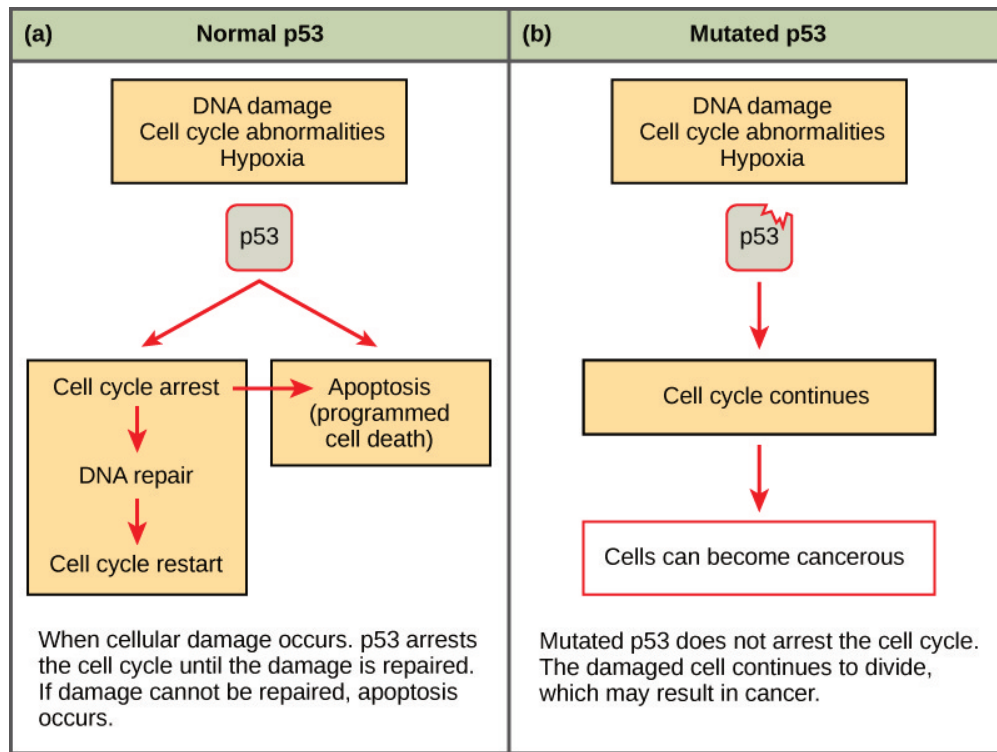 (a) Normal p53
DNA damage
Cell cycle abnormalities
Hypoxia
p53
Cell cycle arrest
DNA repair
Cell cycle restart
Apoptosis
(programmed
cell death)
When cellular damage occurs. p53 arrests
the cell cycle until the damage is repaired.
If damage cannot be repaired, apoptosis
occurs.
(b) Mutated p53
DNA damage
Cell cycle abnormalities
Hypoxia
p53
Cell cycle continues
Cells can become cancerous
Mutated p53 does not arrest the cell cycle.
The damaged cell continues to divide,
which may result in cancer.